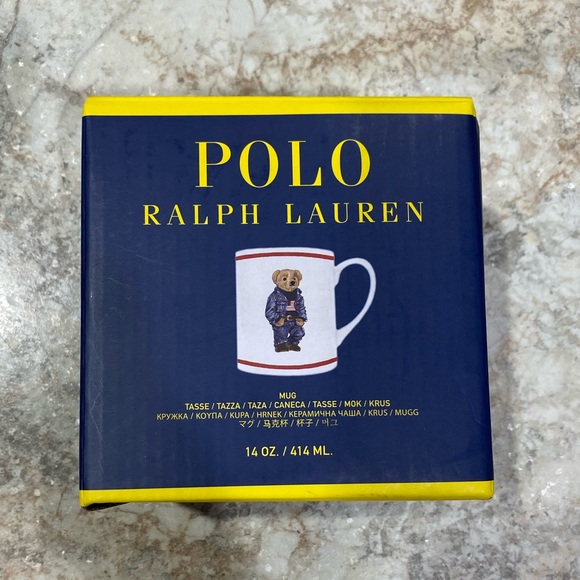 POLO
RALPH LAUREN
MUG
TASSE / TAZZA / TAZA / CANECA / TASSE / MOK / KRUS
КРУЖКА / ΚΟΥΠΑ / KUPA / HRNEK / КЕРАМИЧНА ЧАША / KRUS / MUGG
マグ / 马克杯 / 杯子 / 머그
14 OZ. / 414 ML.